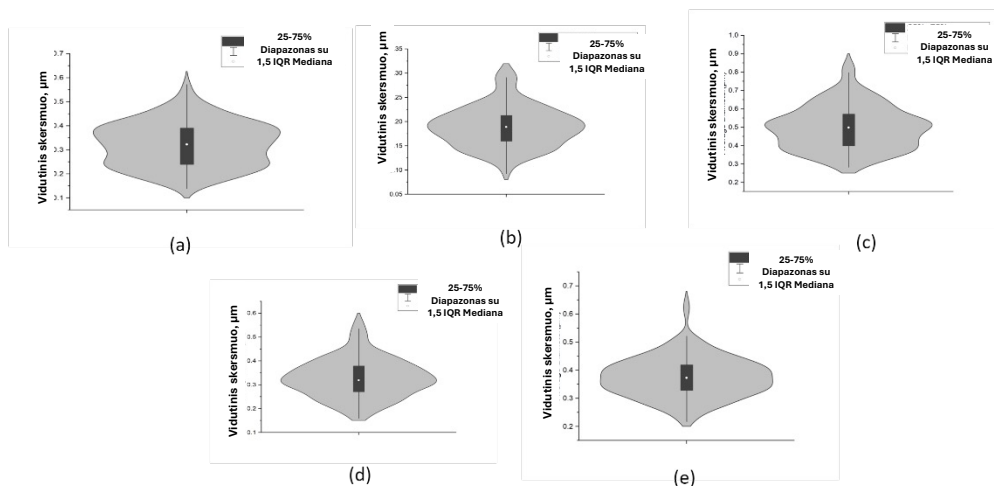 25-75%
Diapazonas su
1,5 IQR Mediana
Vidutinis skersmuo, µm
0.7
0.6
0.5
0.4
0.3
0.2
0.1
(a)
25-75%
Diapazonas su
1,5 IQR Mediana
Vidutinis skersmuo, µm
.35
.30
.25
.20
.15
.10
0.05
(b)
25-75%
Diapazonas su
1,5 IQR Mediana
Vidutinis skersmuo, µm
1.0
0.9
0.8
0.7
0.6
0.5
0.4
0.3
0.2
(c)
25-75%
Diapazonas su
1,5 IQR Mediana
Vidutinis skersmuo, µm
0.6
0.5
0.4
0.3
0.2
0.1
(d)
25-75%
Diapazonas su
1,5 IQR Mediana
Vidutinis skersmuo, µm
0.7
0.6
0.5
0.4
0.3
0.2
(e)